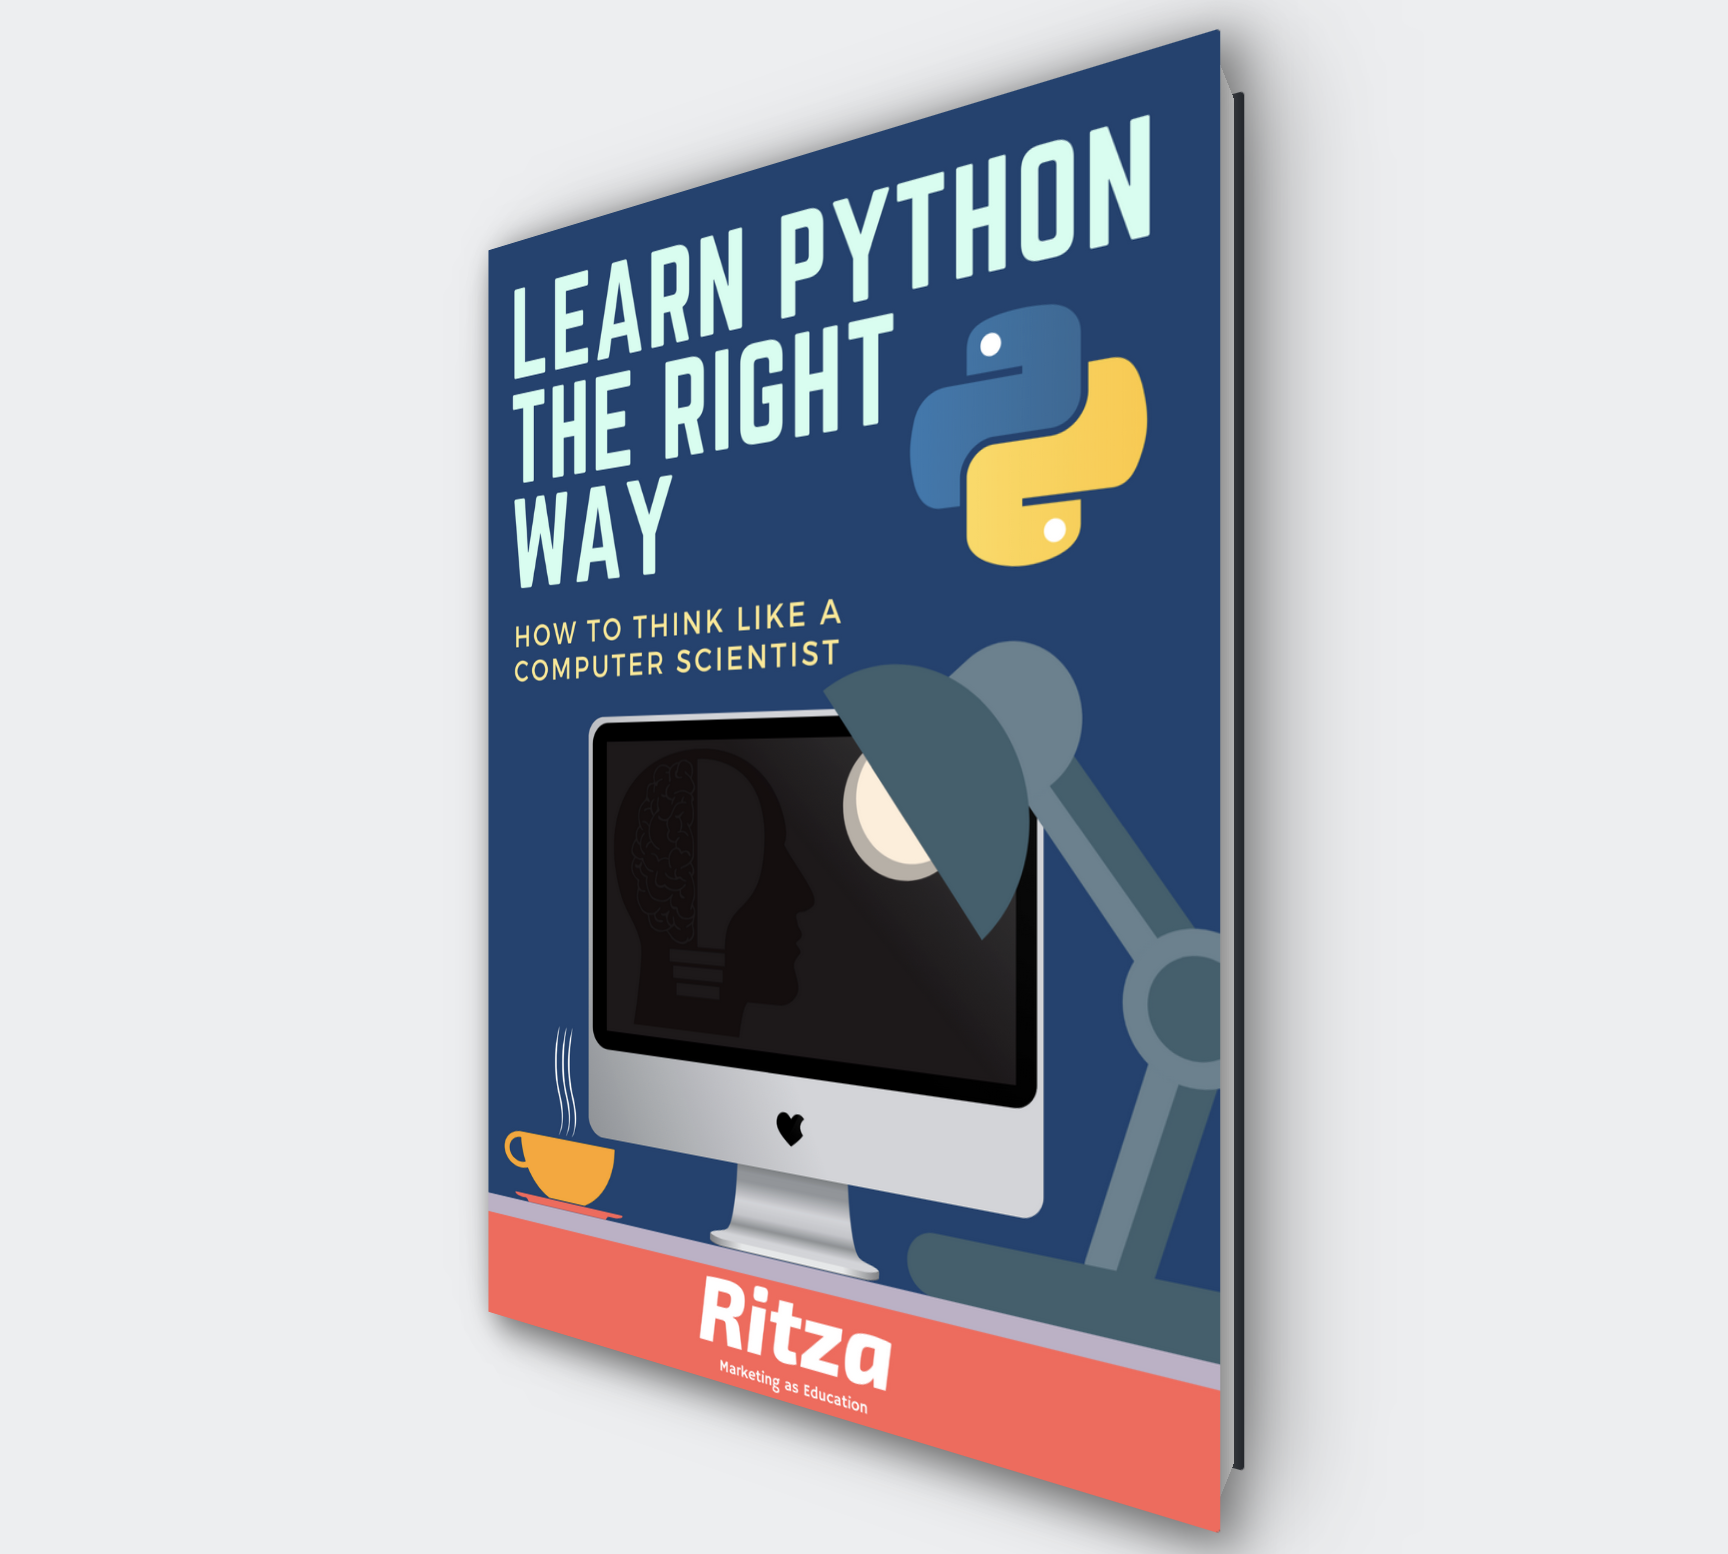 LEARN PYTHON
THE RIGHT
WAY
HOW TO THINK LIKE A
COMPUTER SCIENTIST
Ritza
Marketing as Education